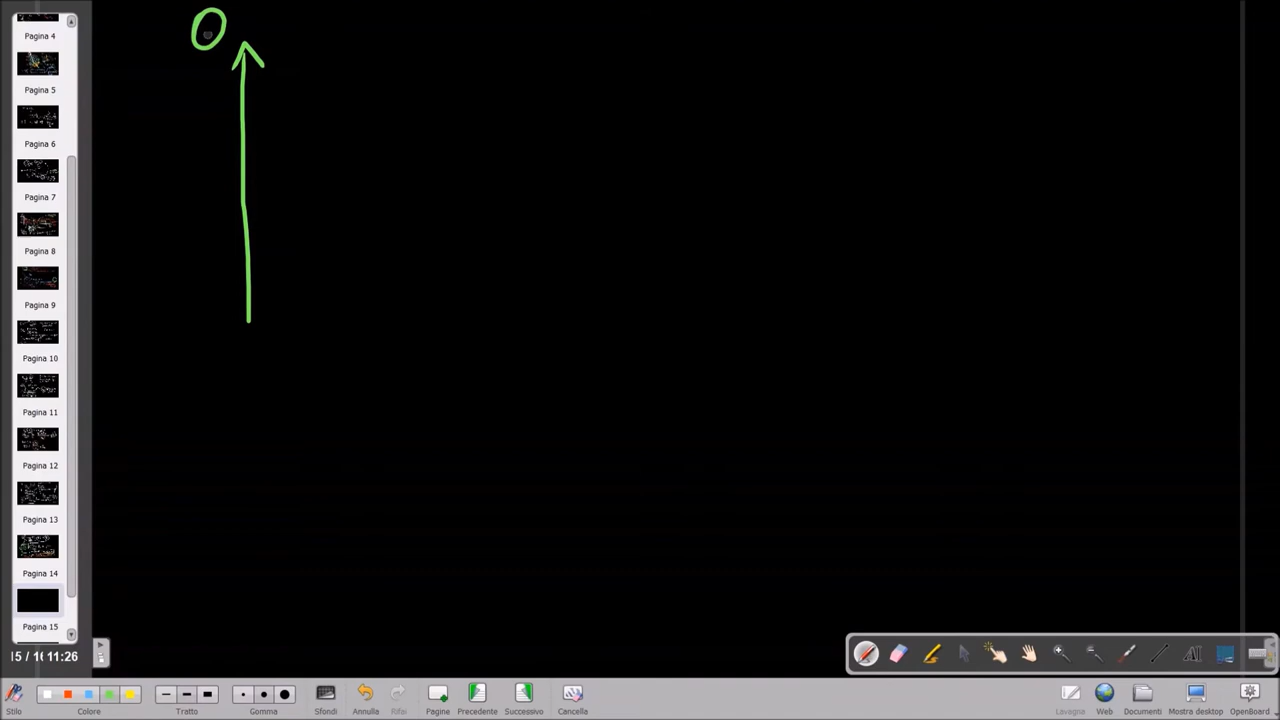 Pagina 4
Pagina 5
Pagina 6
Pagina 7
Pagina 8
Pagina 9
Pagina 10
Pagina 11
Pagina 12
Pagina 13
Pagina 14
Pagina 15
11:26
Stilo
Colore
Tratto
Gomma
Sfondi
Annulla
Rifai
Pagine
Precedente
Successivo
Cancella
Lavagna
Web
Documenti
Mostra desktop
OpenBoard